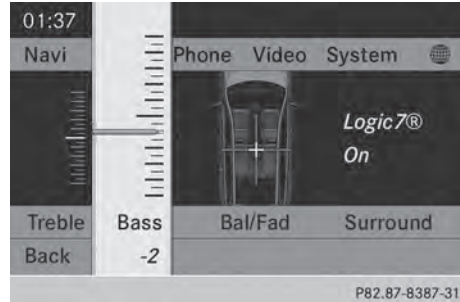 01:37
Navi Phone Video System
Logic7®
On
Treble Bass Bal/Fad Surround
Back -2
P82.87-8387-31